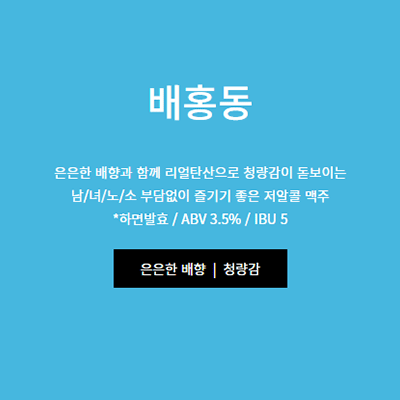 배홍동
은은한 배향과 함께 리얼탄산으로 청량감이 돋보이는
남/녀/노/소 부담없이 즐기기 좋은 저알콜 맥주
*하면발효 / ABV 3.5% / IBU 5
은은한 배향 | 청량감